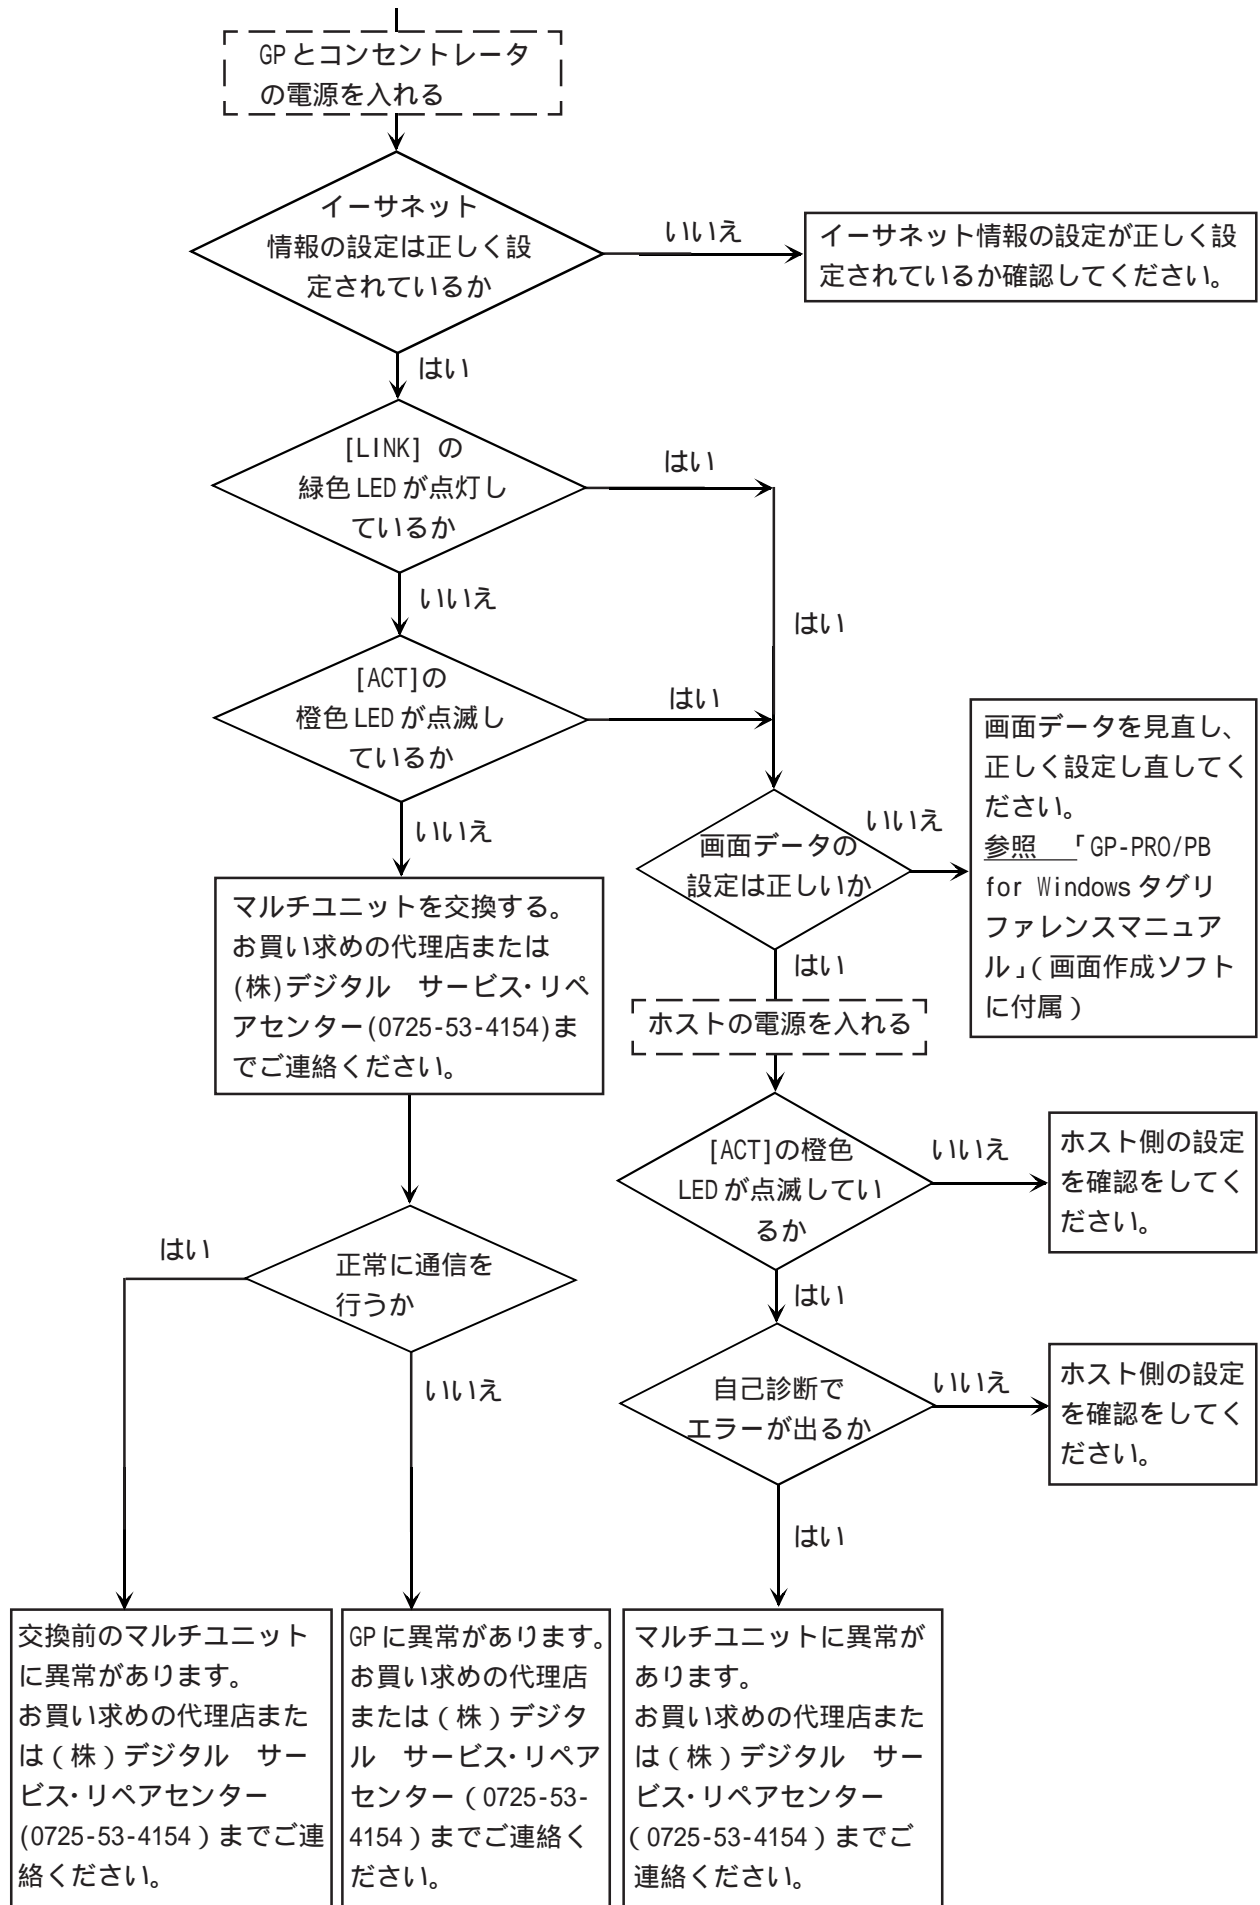 GPとコンセントレータ
の電源を入れる
イーサネット
情報の設定は正しく設
定されているか
いいえ
イーサネット情報の設定が正しく設
定されているか確認してください。
はい
[LINK] の
緑色LEDが点灯し
ているか
はい
いいえ
はい
[ACT]の
橙色LEDが点滅し
ているか
はい
いいえ
画面データの
設定は正しいか
いいえ
画面データを見直し、
正しく設定し直してく
ださい。
参照 「GP-PRO/PB
for Windowsタグリ
ファレンスマニュア
ル」(画面作成ソフト
に付属)
マルチユニットを交換する。
お買い求めの代理店または
(株)デジタル サービス・リペ
アセンター(0725-53-4154)ま
でご連絡ください。
はい
ホストの電源を入れる
[ACT]の橙色
LEDが点滅してい
るか
いいえ
ホスト側の設定
を確認をしてく
ださい。
正常に通信を
行うか
はい
いいえ
はい
自己診断で
エラーが出るか
いいえ
ホスト側の設定
を確認をしてく
ださい。
はい
交換前のマルチユニット
に異常があります。
お買い求めの代理店また
は(株)デジタル サー
ビス・リペアセンター
(0725-53-4154)までご連
絡ください。
GPに異常があります。
お買い求めの代理店
または(株)デジタ
ル サービス・リペア
センター(0725-53-
4154)までご連絡く
ださい。
マルチユニットに異常が
あります。
お買い求めの代理店また
は(株)デジタル サー
ビス・リペアセンター
(0725-53-4154)までご
連絡ください。